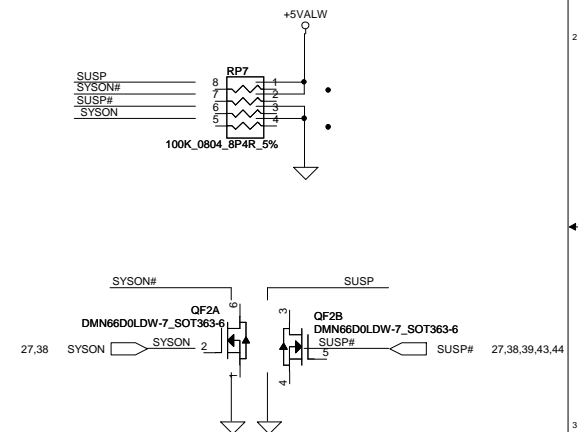 +5VALW
2
SUSP
SYSON#
SUSP#
SYSON
RP7
8 1
7 2
6 3
5 4
100K_0804_8P4R_5%
SYSON#
SUSP
QF2A
DMN66D0LDW-7_SOT363-6
6
3
QF2B
DMN66D0LDW-7_SOT363-6
27,38 SYSON SYSON 2
SUSP# 5 SUSP# 27,38,39,43,44
1
4
3